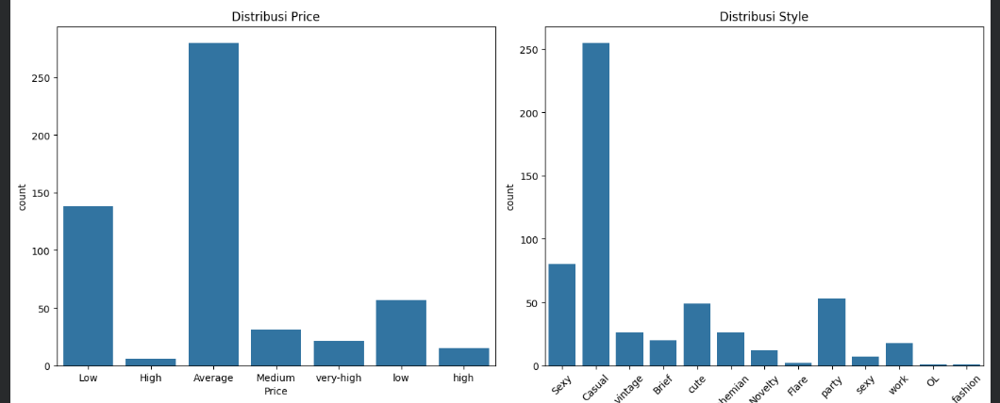 Distribusi Price
250
200
150
100
50
0
count
Low High Average Medium very-high low high
Price
Distribusi Style
250
200
150
100
50
0
count
Sexy Casual vintage Brief cute hemian Novelty Flare party sexy work OL fashion